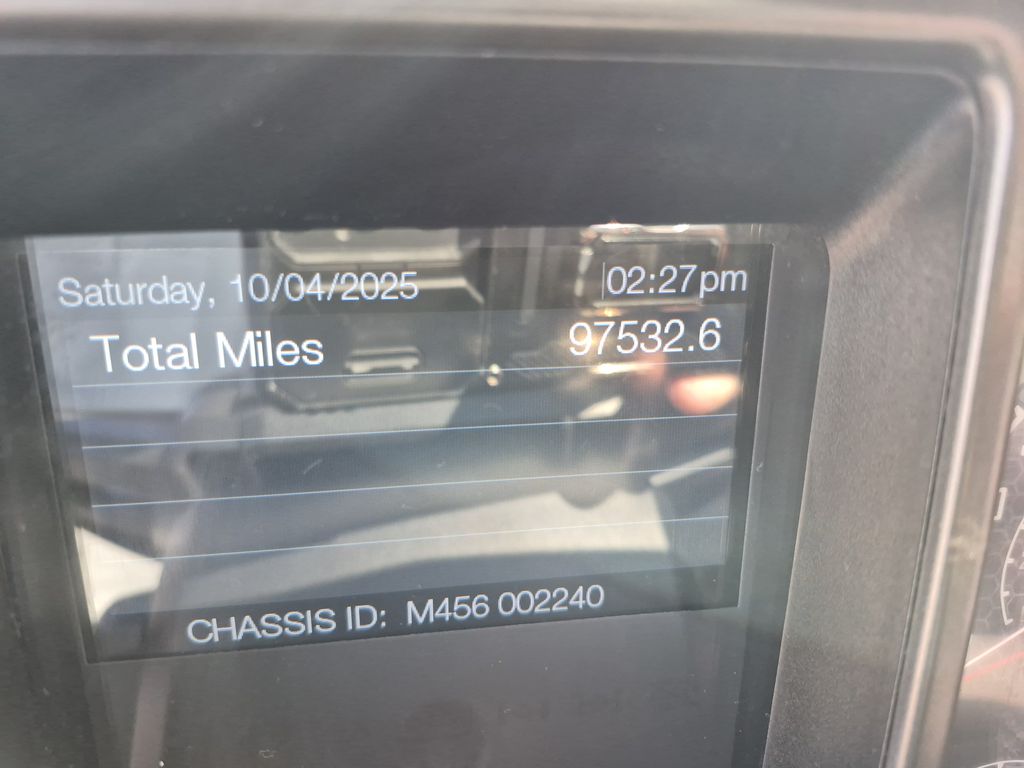 Saturday, 10/04/2025 02:27pm
Total Miles 97532.6
CHASSIS ID: M456 002240